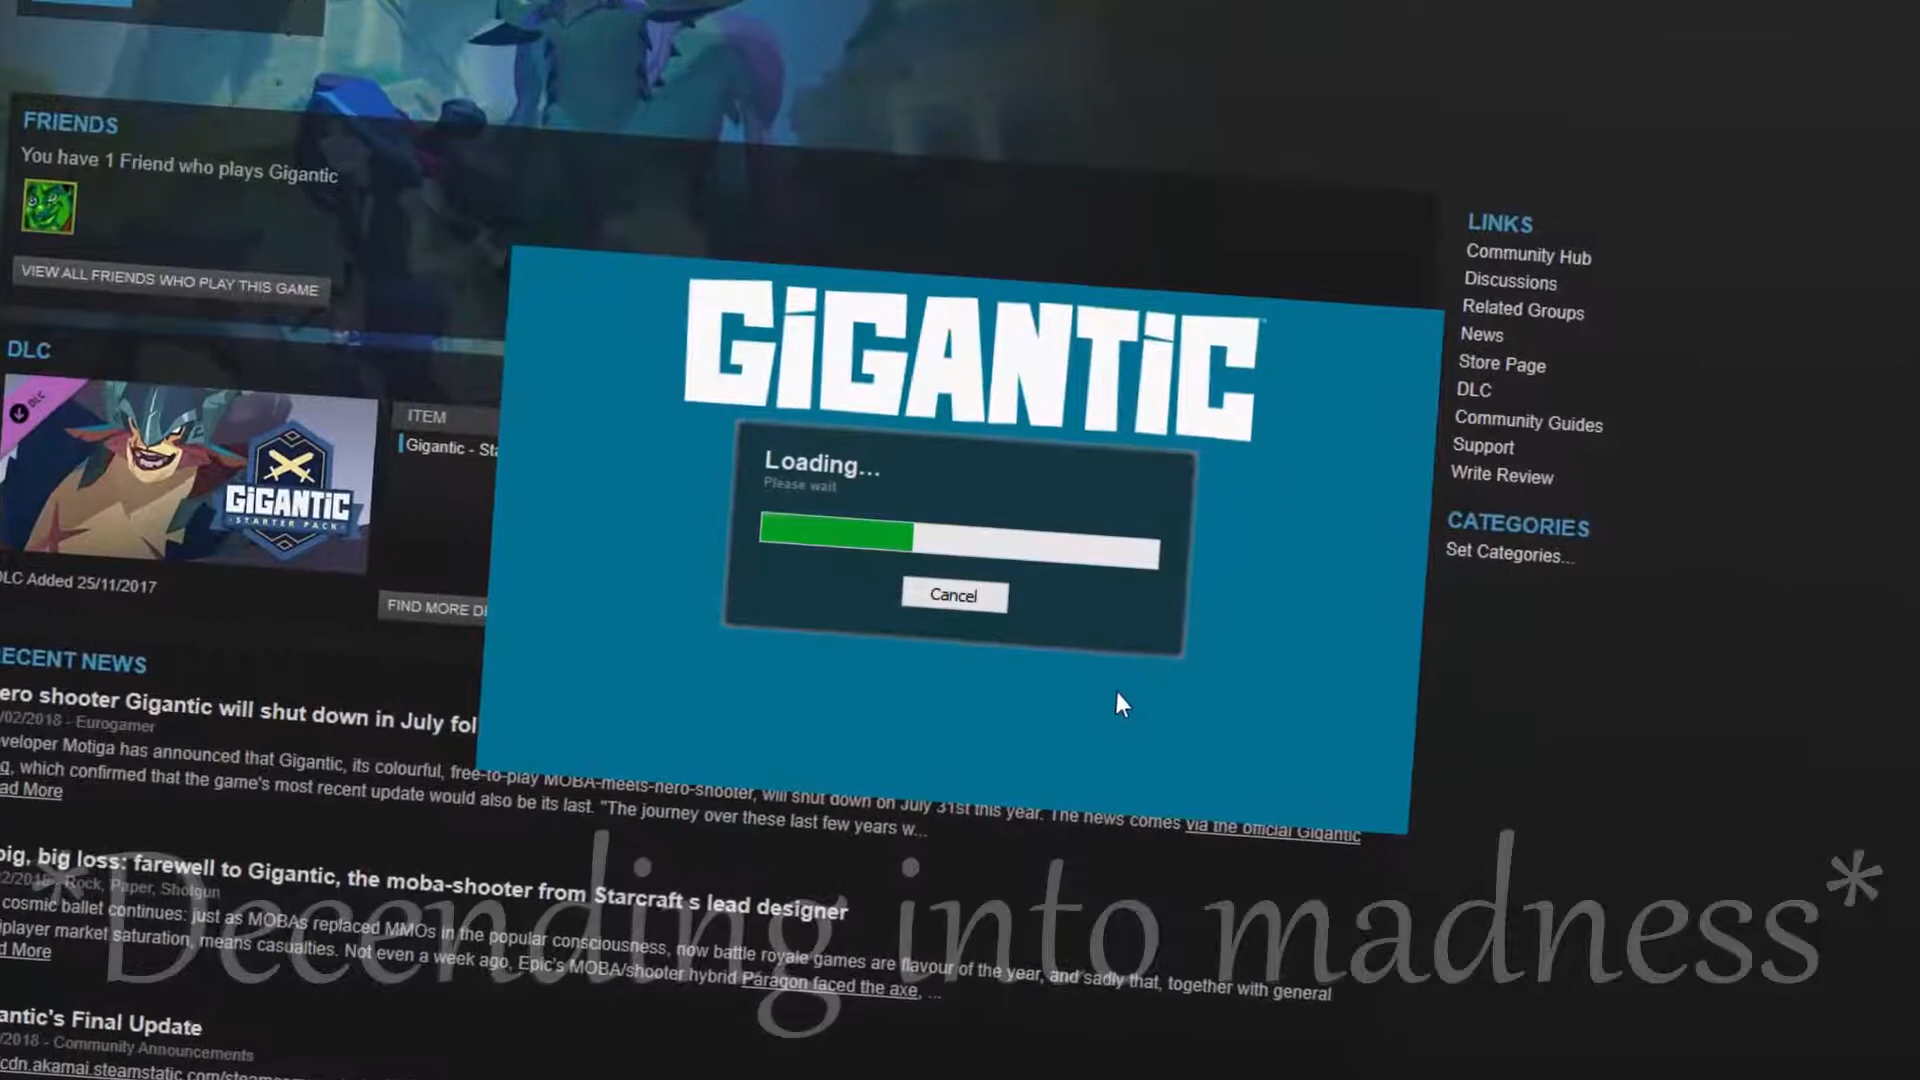 FRIENDS
You have 1 Friend who plays Gigantic
VIEW ALL FRIENDS WHO PLAY THIS GAME
DLC
DLC
GiGANTiC
STARTER PACK
ITEM
Gigantic - Sta
LC Added 25/11/2017
FIND MORE D
GiGANTiC
Loading...
Please wait
Cancel
LINKS
Community Hub
Discussions
Related Groups
News
Store Page
DLC
Community Guides
Support
Write Review
CATEGORIES
Set Categories...
ECENT NEWS
ero shooter Gigantic will shut down in July fol
/02/2018 - Eurogamer
veloper Motiga has announced that Gigantic, its colourful, free-to-play MOBA-meets-hero-shooter, will shut down on July 31st this year. The news comes via the official Gigantic
g, which confirmed that the game's most recent update would also be its last. "The journey over these last few years w...
ad More
big, big loss: farewell to Gigantic, the moba-shooter from Starcraft s lead designer
2/2018 - Rock, Paper, Shotgun
cosmic ballet continues: just as MOBAs replaced MMOs in the popular consciousness, now battle royale games are flavour of the year, and sadly that, together with general
iplayer market saturation, means casualties. Not even a week ago, Epic's MOBA/shooter hybrid Paragon faced the axe, ...
d More
*Decending into madness*
antic's Final Update
/2018 - Community Announcements